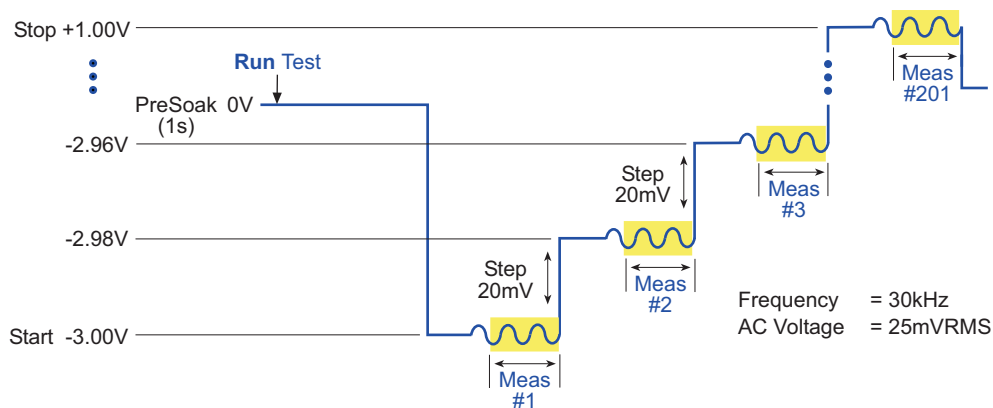 Stop +1.00V
Run Test
PreSoak 0V
(1s)
-2.96V
-2.98V
Start -3.00V
Step
20mV
Step
20mV
Meas
#1
Meas
#2
Meas
#3
Meas
#201
Frequency = 30kHz
AC Voltage = 25mVRMS